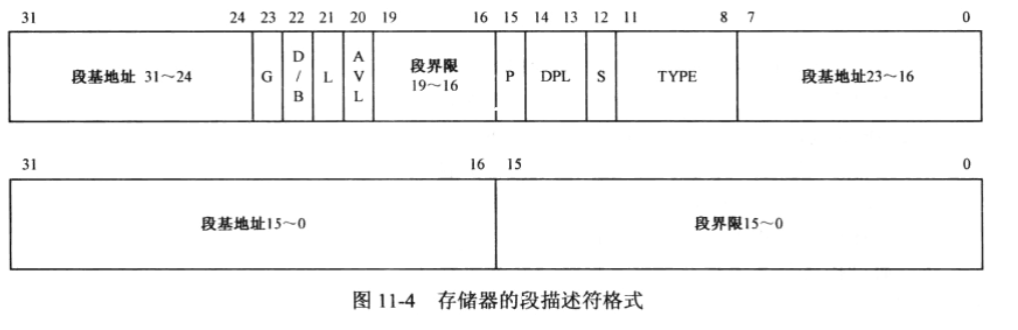 31 24 23 22 21 20 19 16 15 14 13 12 11 8 7 0
段基地址 31～24 G D/B L AVL 段界限 19～16 P DPL S TYPE 段基地址23～16
31 16 15 0
段基地址15～0 段界限15～0
图 11-4 存储器的段描述符格式